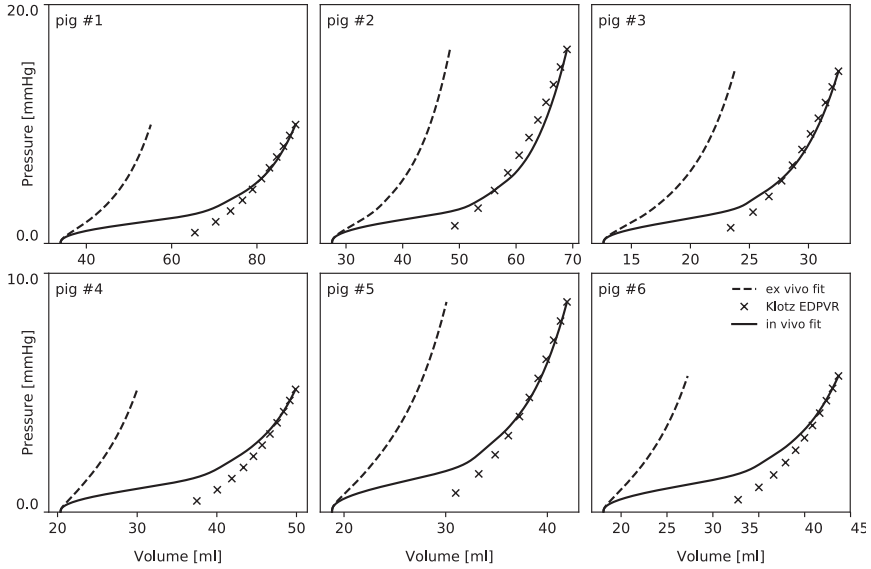 20.0
pig #1
pig #2
pig #3
Pressure [mmHg]
0.0
40 60 80
30 40 50 60 70
15 20 25 30
10.0
pig #4
pig #5
pig #6
ex vivo fit
Klotz EDPVR
in vivo fit
Pressure [mmHg]
0.0
20 30 40 50
20 30 40
20 25 30 35 40 45
Volume [ml]
Volume [ml]
Volume [ml]